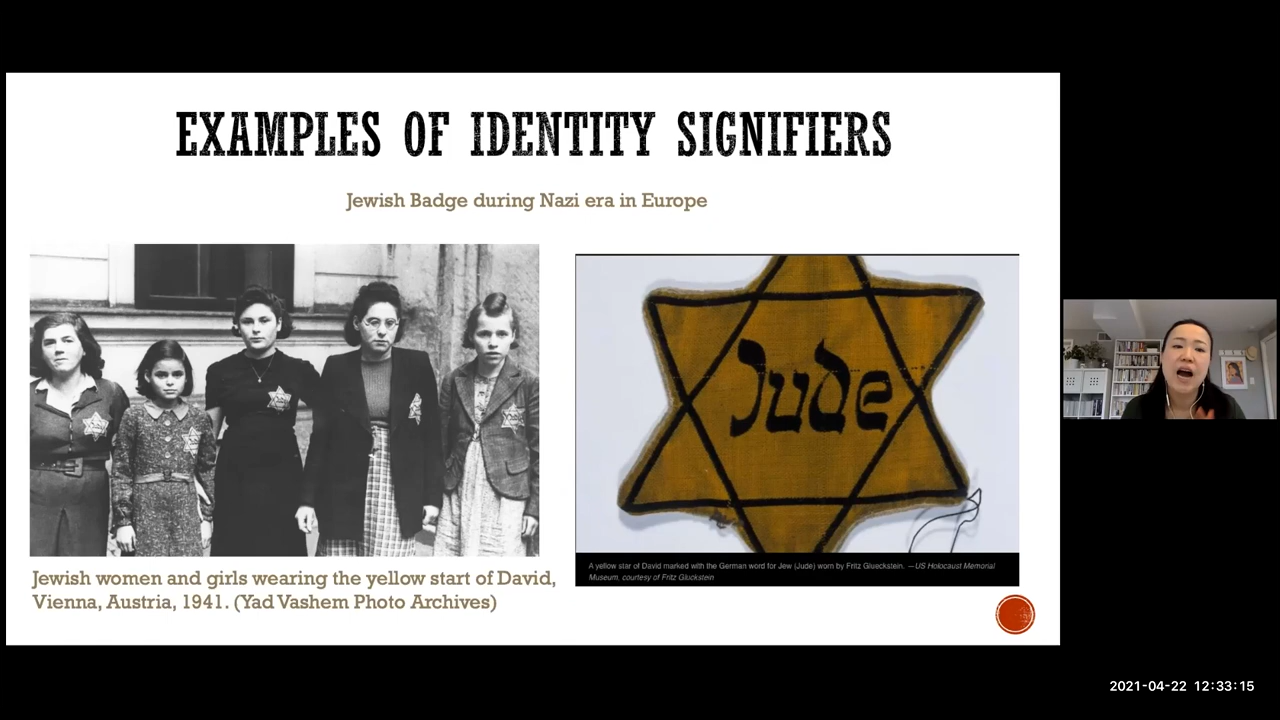 EXAMPLES OF IDENTITY SIGNIFIERS
Jewish Badge during Nazi era in Europe
Jude
Jewish women and girls wearing the yellow start of David,
Vienna, Austria, 1941. (Yad Vashem Photo Archives)
A yellow star of David marked with the German word for Jew (Jude) worn by Fritz Glueckstein. —US Holocaust Memorial
Museum, courtesy of Fritz Gluckstein
2021-04-22 12:33:15